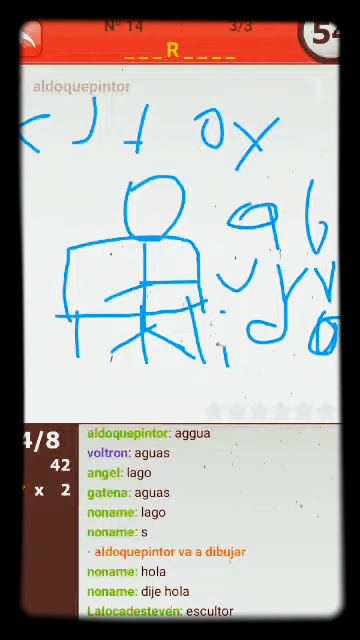 Nº 14 3/3 54
_ _ _ R _ _ _ _
aldoquepintor
4/8
42
x 2
aldoquepintor: aggua
voltron: aguas
angel: lago
gatena: aguas
noname: lago
noname: s
· aldoquepintor va a dibujar
noname: hola
noname: dije hola
Lalocadesteven: escultor